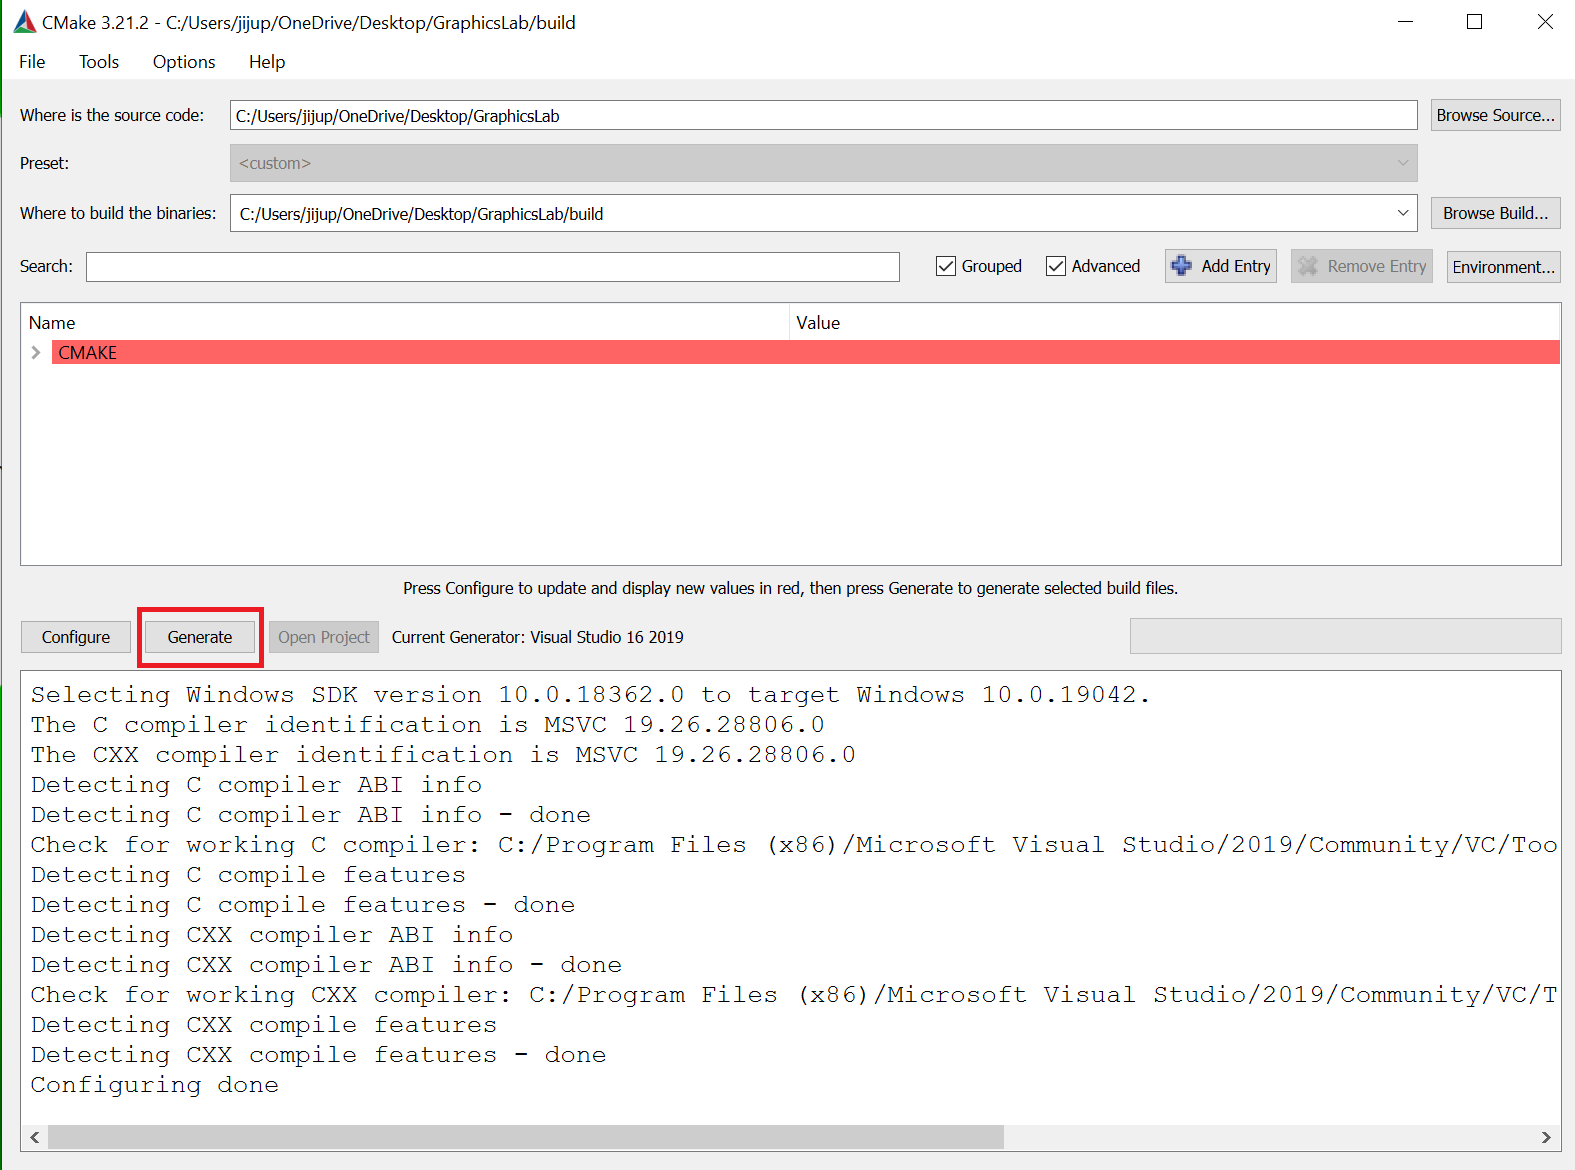 CMake 3.21.2 - C:/Users/jijup/OneDrive/Desktop/GraphicsLab/build
File Tools Options Help
Where is the source code: C:/Users/jijup/OneDrive/Desktop/GraphicsLab Browse Source...
Preset: <custom>
Where to build the binaries: C:/Users/jijup/OneDrive/Desktop/GraphicsLab/build Browse Build...
Search: Grouped Advanced Add Entry Remove Entry Environment...
Name Value
CMAKE
Press Configure to update and display new values in red, then press Generate to generate selected build files.
Configure Generate Open Project Current Generator: Visual Studio 16 2019
Selecting Windows SDK version 10.0.18362.0 to target Windows 10.0.19042.
The C compiler identification is MSVC 19.26.28806.0
The CXX compiler identification is MSVC 19.26.28806.0
Detecting C compiler ABI info
Detecting C compiler ABI info - done
Check for working C compiler: C:/Program Files (x86)/Microsoft Visual Studio/2019/Community/VC/Too
Detecting C compile features
Detecting C compile features - done
Detecting CXX compiler ABI info
Detecting CXX compiler ABI info - done
Check for working CXX compiler: C:/Program Files (x86)/Microsoft Visual Studio/2019/Community/VC/T
Detecting CXX compile features
Detecting CXX compile features - done
Configuring done